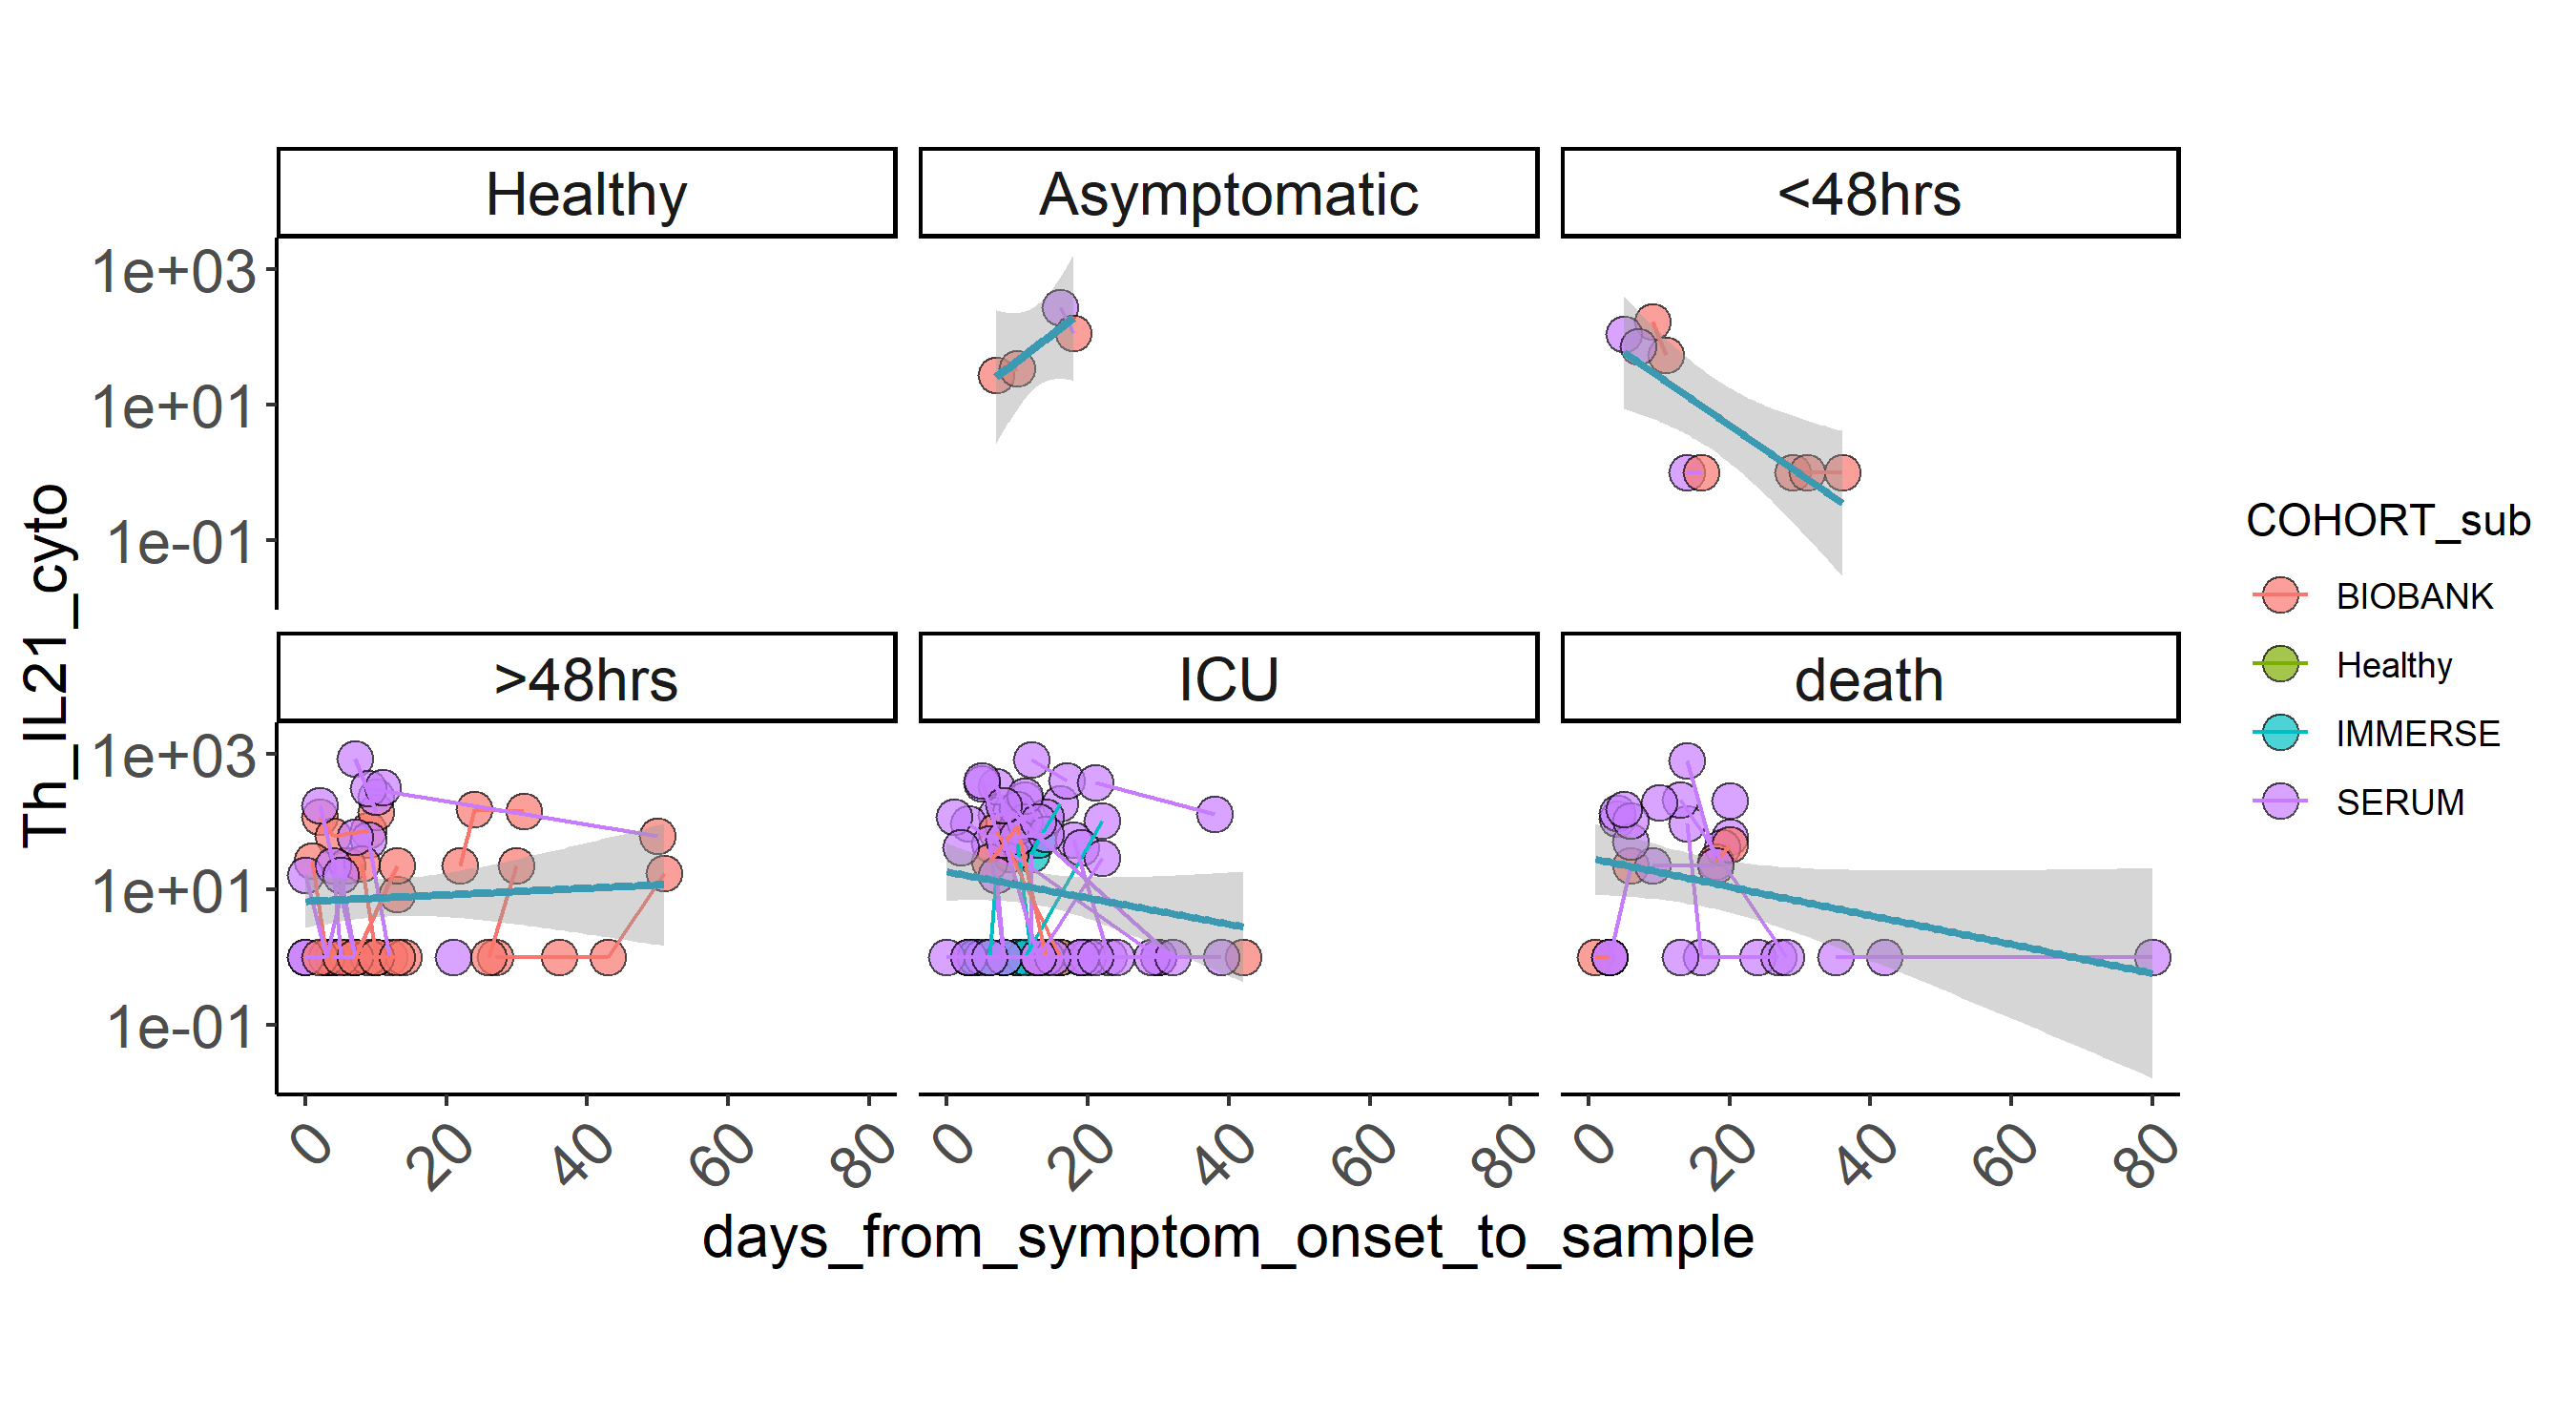 Healthy
Asymptomatic
<48hrs
1e+03
1e+01
1e-01
>48hrs
ICU
death
1e+03
1e+01
1e-01
0 20 40 60 80
0 20 40 60 80
0 20 40 60 80
days_from_symptom_onset_to_sample
Th_IL21_cyto
COHORT_sub
BIOBANK
Healthy
IMMERSE
SERUM